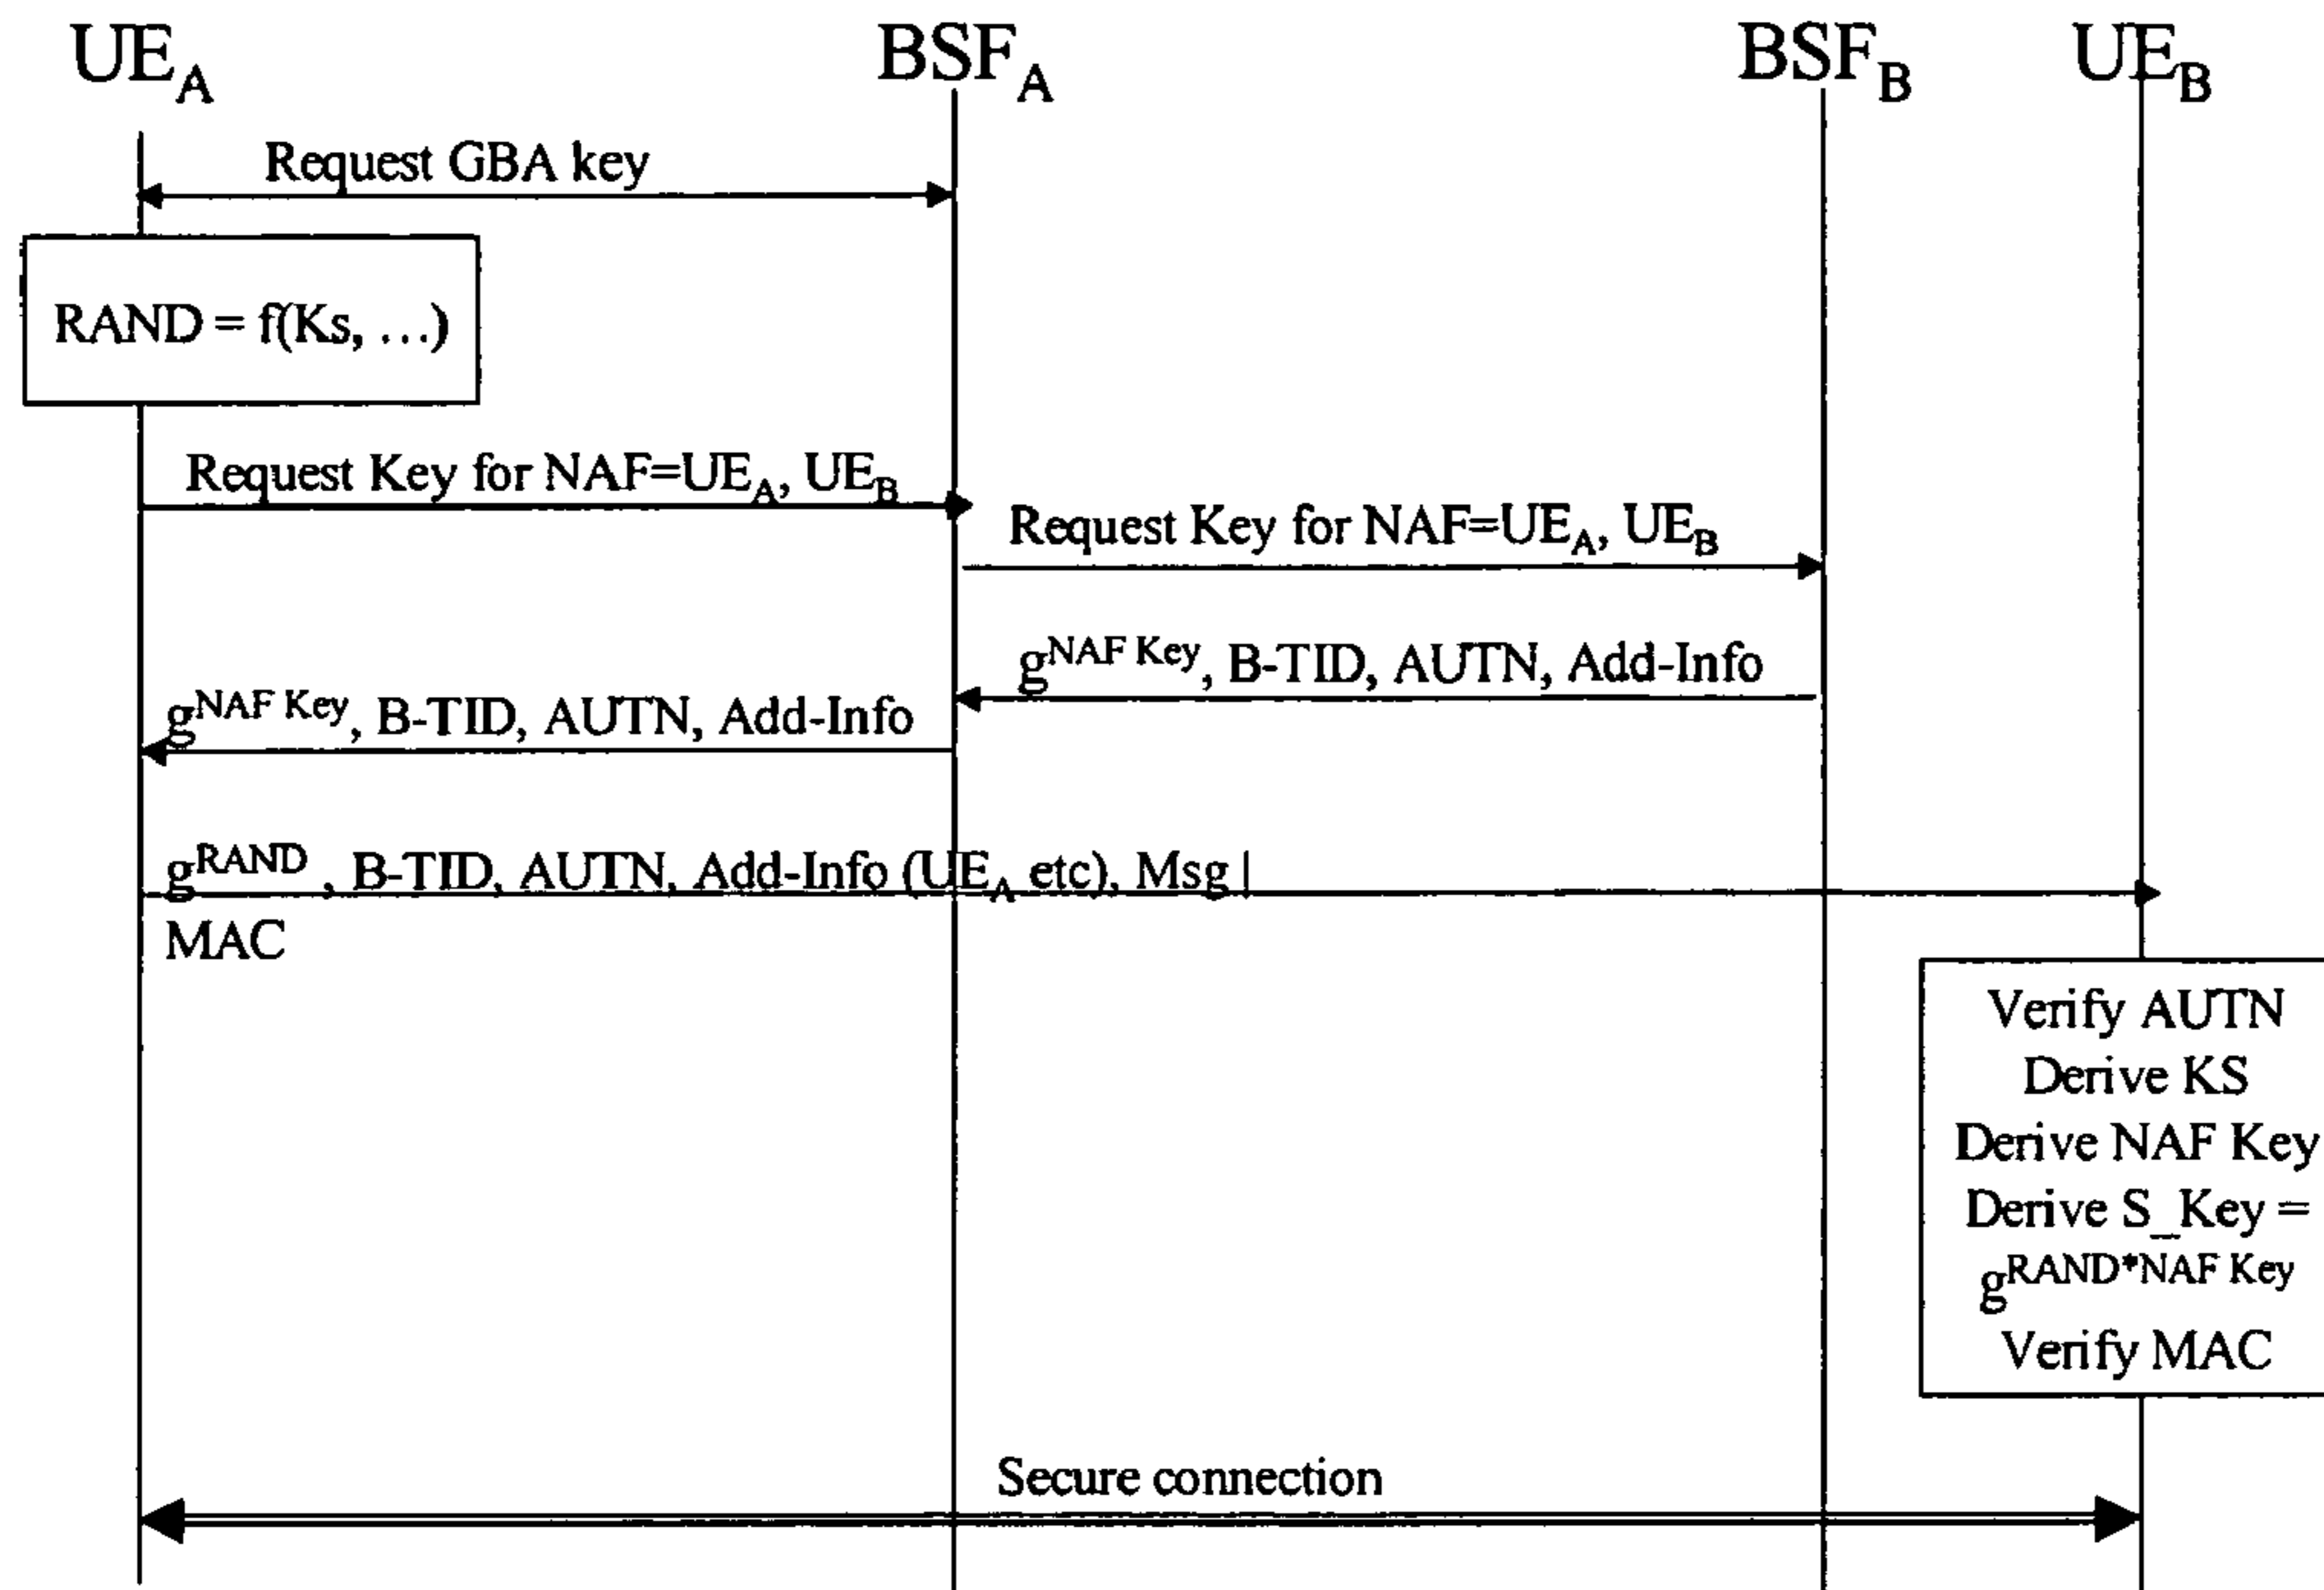 UE_A BSF_A BSF_B UE_B
Request GBA key
RAND = f(Ks, …)
Request Key for NAF=UE_A, UE_B
Request Key for NAF=UE_A, UE_B
g^NAF Key, B-TID, AUTN, Add-Info
g^NAF Key, B-TID, AUTN, Add-Info
g^RAND , B-TID, AUTN, Add-Info (UE_A etc), Msg |
MAC
Verify AUTN
Derive KS
Derive NAF Key
Derive S_Key =
g^RAND*NAF Key
Verify MAC
Secure connection